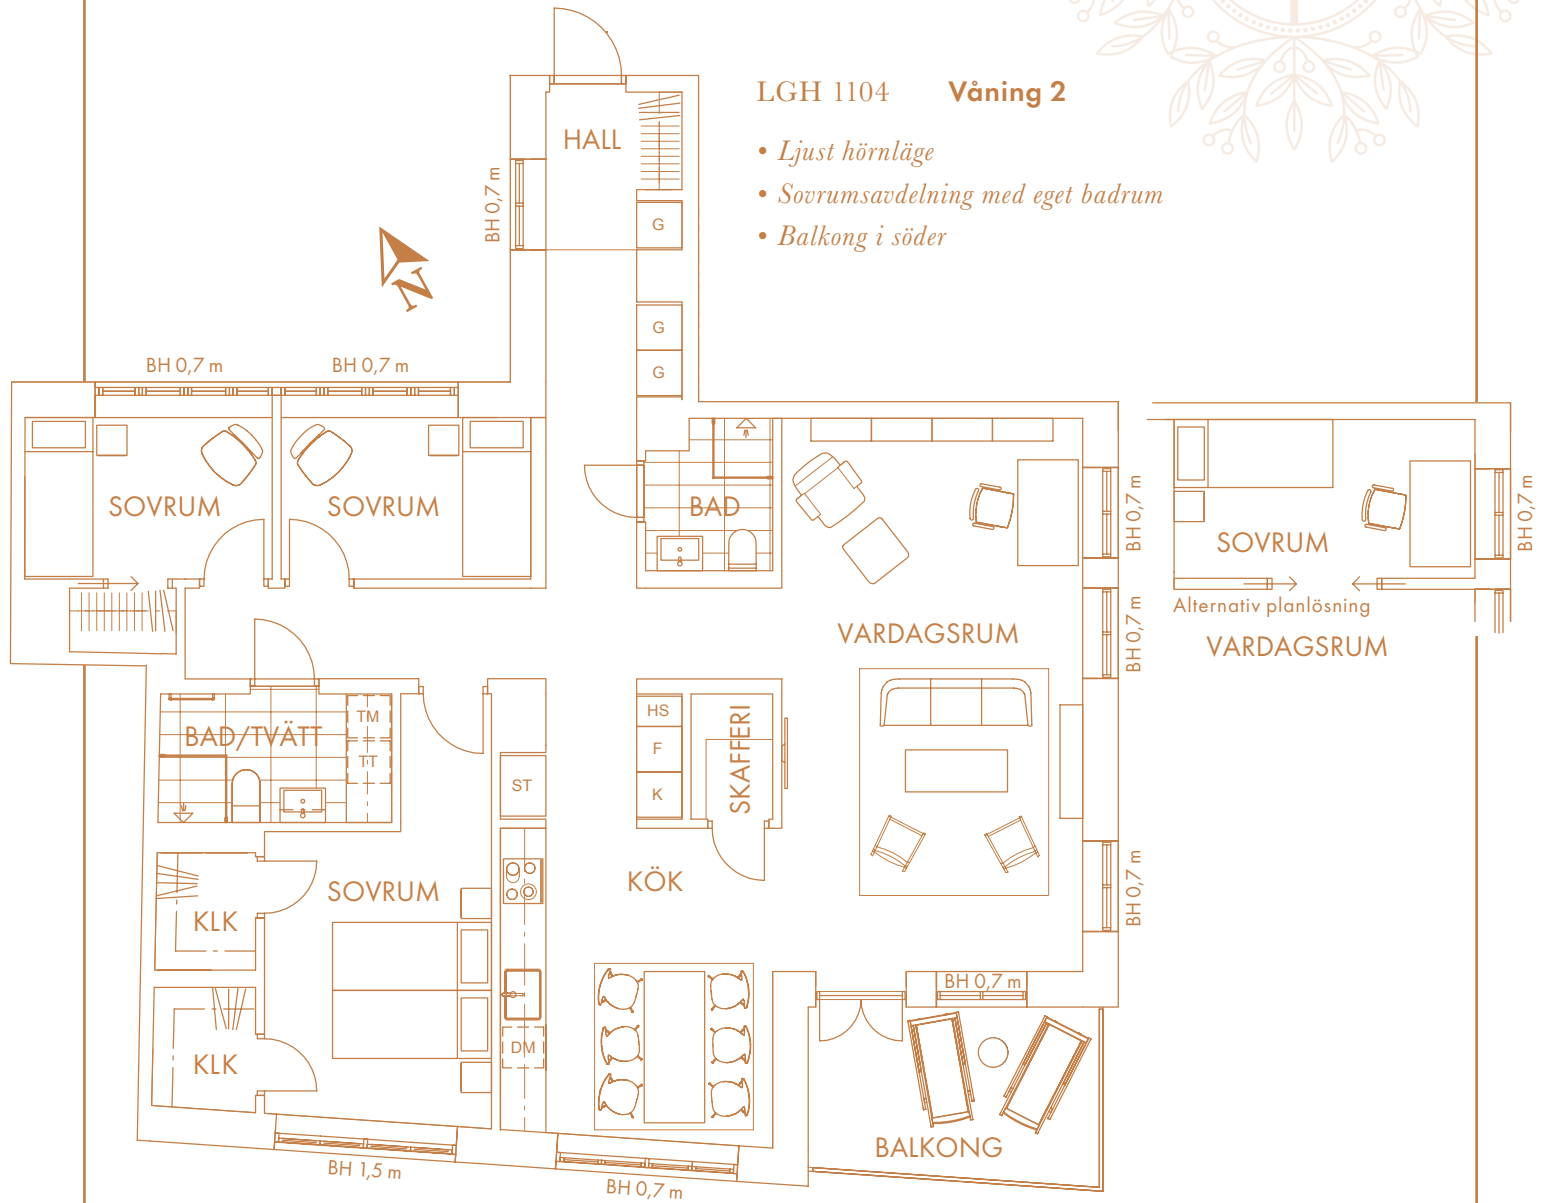 LGH 1104 Våning 2
• Ljust hörnläge
• Sovrumsavdelning med eget badrum
• Balkong i söder
HALL
BH 0,7 m
G
N
G
G
BH 0,7 m
BH 0,7 m
SOVRUM
SOVRUM
BAD
BH 0,7 m
SOVRUM
BH 0,7 m
Alternativ planlösning
VARDAGSRUM
VARDAGSRUM
BH 0,7 m
BAD/TVÄTT
TM
TT
HS
F
K
SKAFFERI
ST
KÖK
SOVRUM
KLK
BH 0,7 m
BH 0,7 m
DM
KLK
BALKONG
BH 1,5 m
BH 0,7 m